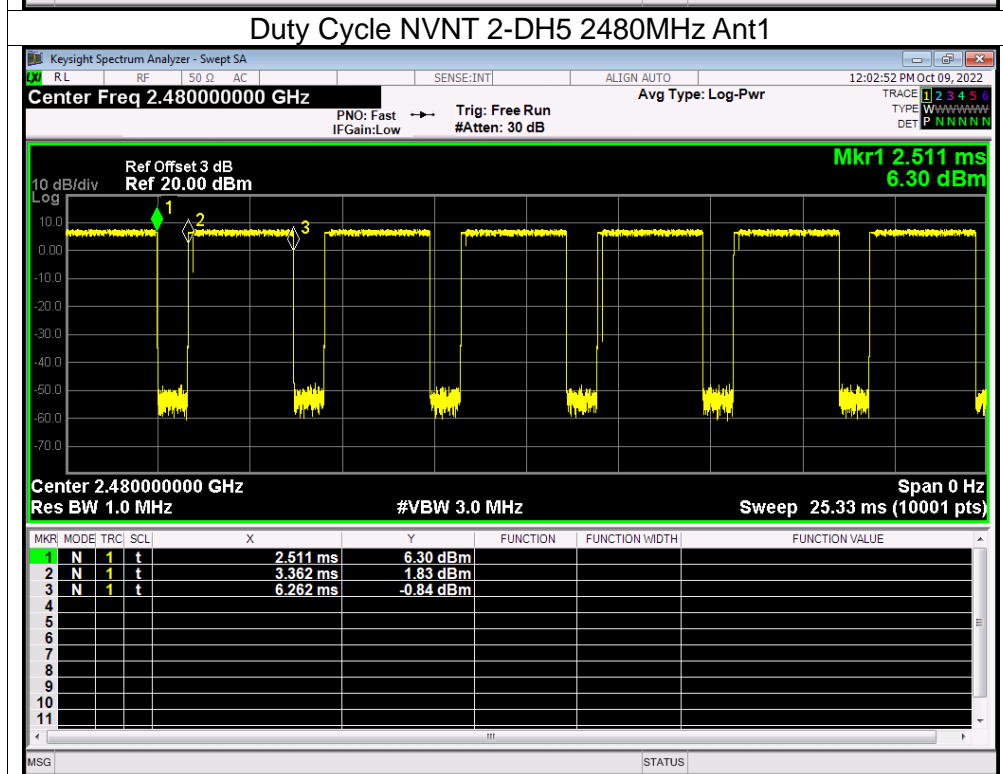 Duty Cycle NVNT 2-DH5 2480MHz Ant1
Keysight Spectrum Analyzer - Swept SA
LXI RL RF 50 Ω AC SENSE:INT ALIGN AUTO 12:02:52 PM Oct 09, 2022
Center Freq 2.480000000 GHz Avg Type: Log-Pwr TRACE 1 2 3 4 5 6
PNO: Fast Trig: Free Run TYPE WWWWWW
IFGain:Low #Atten: 30 dB DET P N N N N N
Mkr1 2.511 ms
6.30 dBm
Ref Offset 3 dB
10 dB/div Ref 20.00 dBm
Log
1
2
3
10.0
0.00
-10.0
-20.0
-30.0
-40.0
-50.0
-60.0
-70.0
Center 2.480000000 GHz Span 0 Hz
Res BW 1.0 MHz #VBW 3.0 MHz Sweep 25.33 ms (10001 pts)
MKR MODE TRC SCL X Y FUNCTION FUNCTION WIDTH FUNCTION VALUE
1 N 1 t 2.511 ms 6.30 dBm
2 N 1 t 3.362 ms 1.83 dBm
3 N 1 t 6.262 ms -0.84 dBm
4
5
6
7
8
9
10
11
MSG STATUS